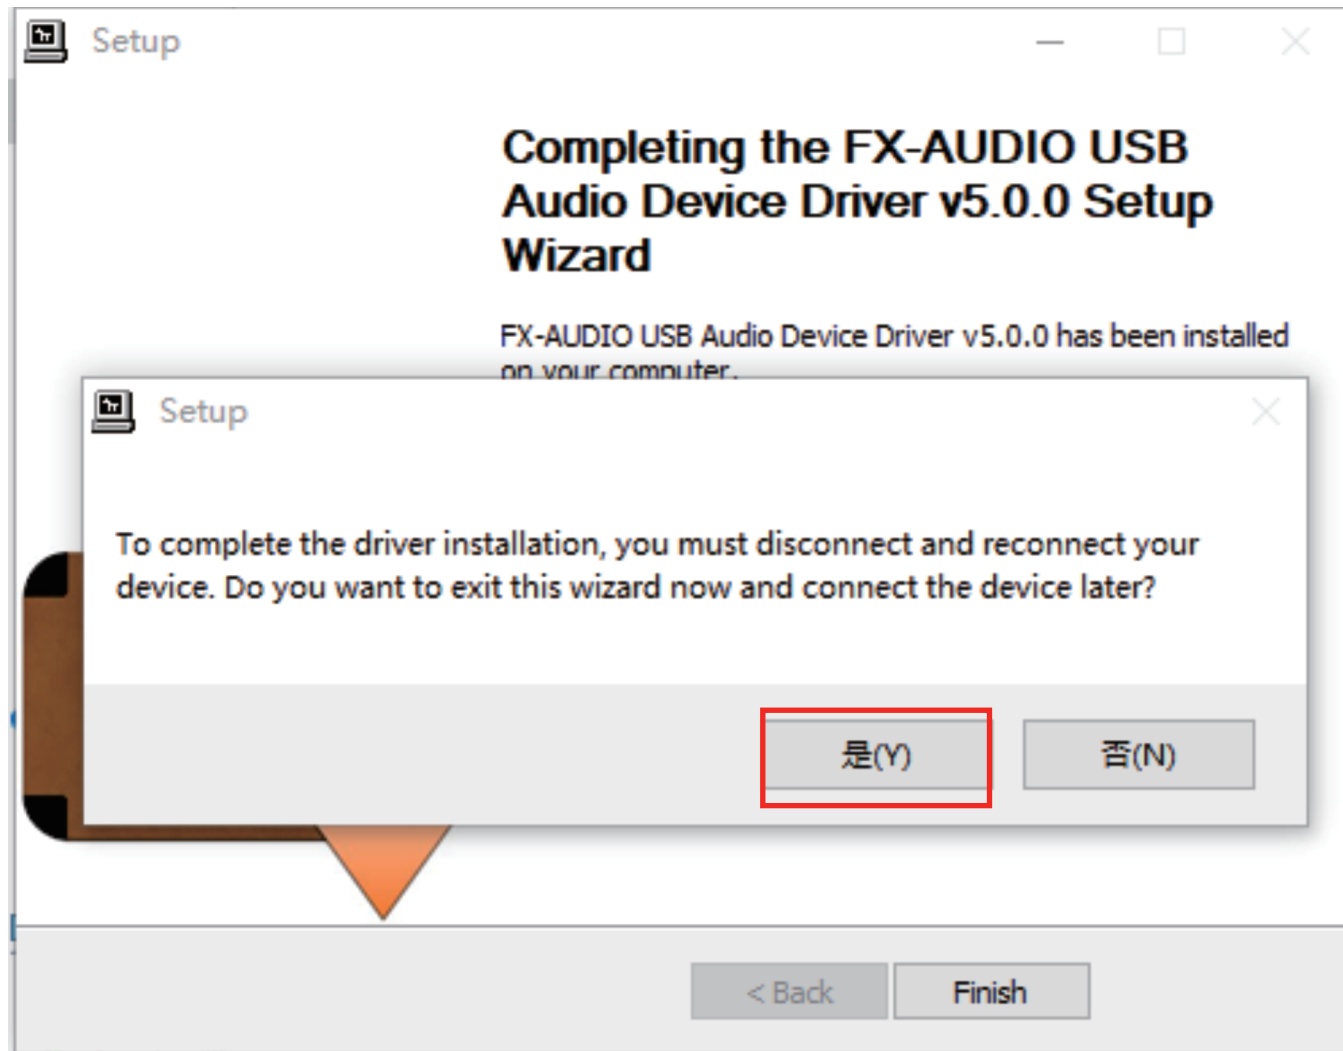 Setup
Completing the FX-AUDIO USB
Audio Device Driver v5.0.0 Setup
Wizard
FX-AUDIO USB Audio Device Driver v5.0.0 has been installed
on your computer.
Setup
To complete the driver installation, you must disconnect and reconnect your
device. Do you want to exit this wizard now and connect the device later?
是(Y) 否(N)
< Back Finish